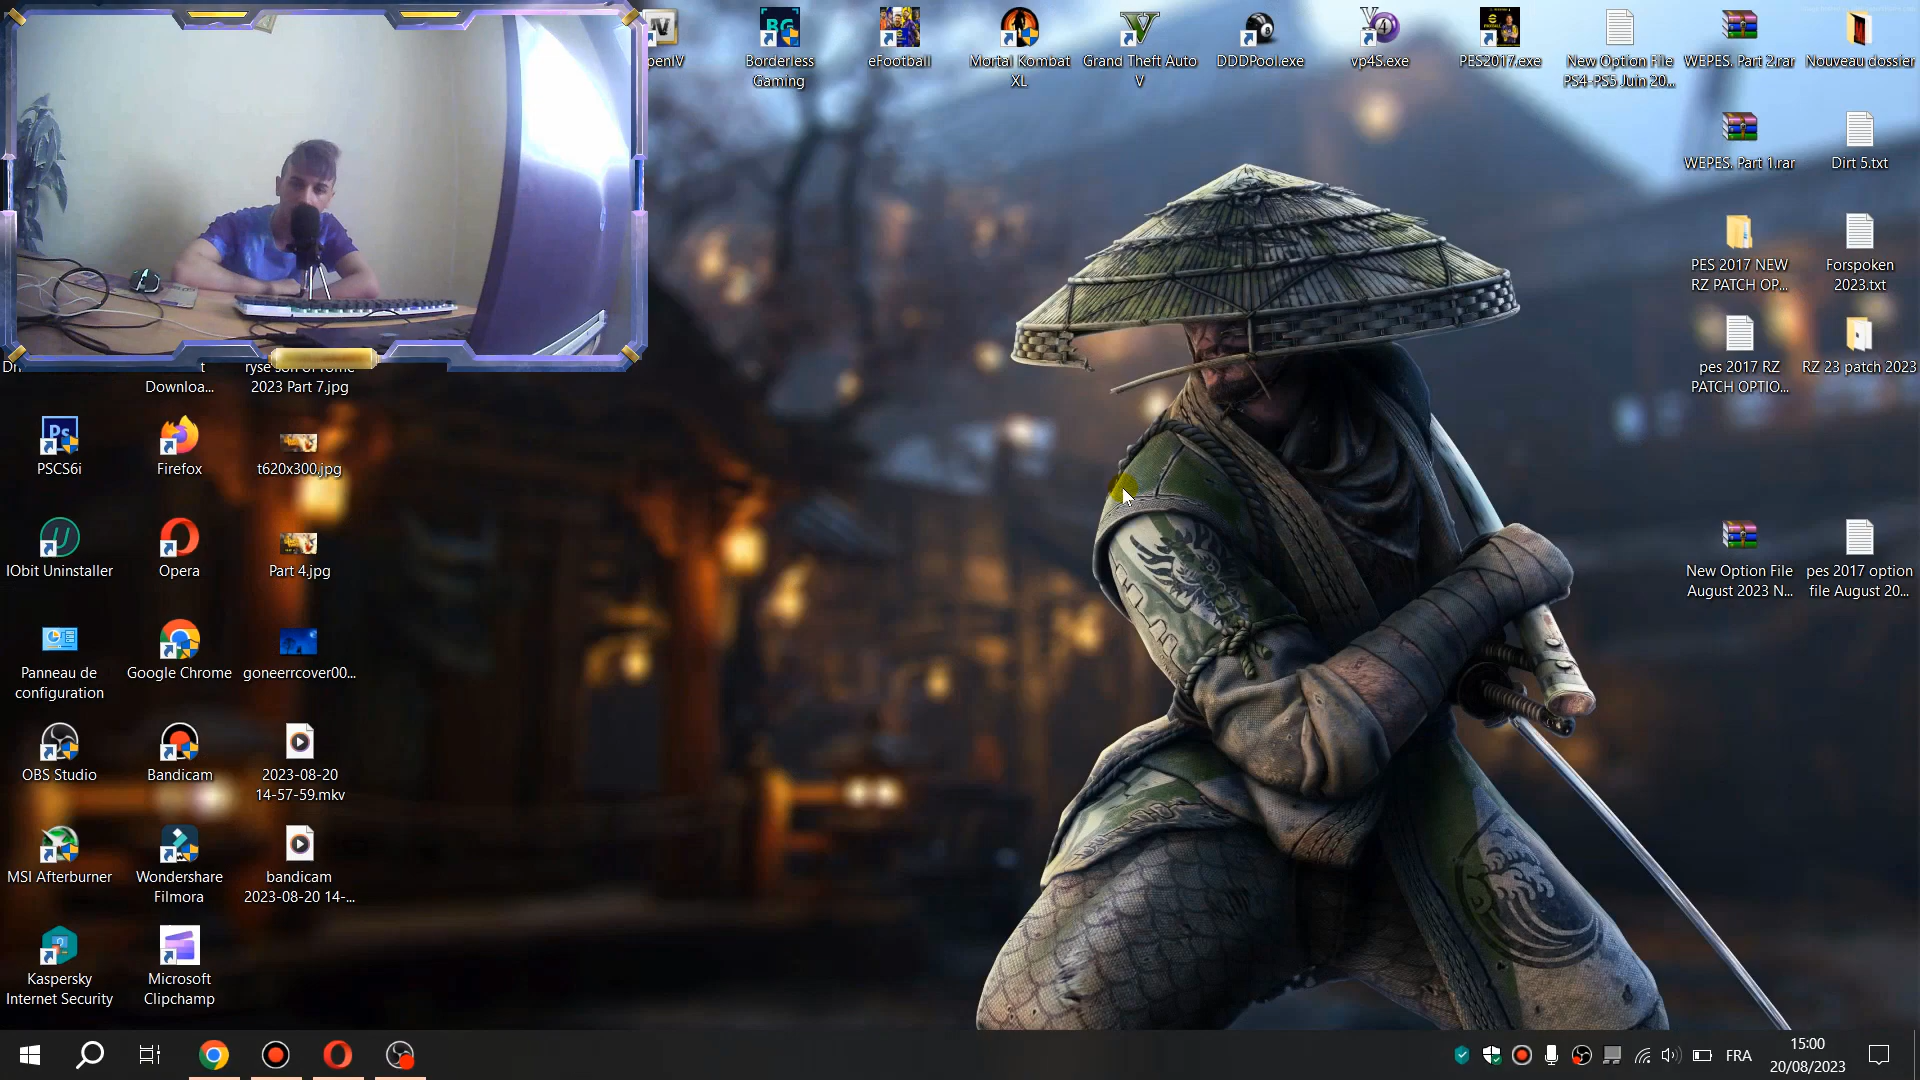 Borderless
Gaming
eFootball
Mortal Kombat
XL
Grand Theft Auto
V
DDDPool.exe
vp4S.exe
PES2017.exe
New Option File
PS4-PS5 Juin 20...
WEPES. Part 2.rar
Nouveau dossier
WEPES. Part 1.rar
Dirt 5.txt
PES 2017 NEW
RZ PATCH OP...
Forspoken
2023.txt
pes 2017 RZ
PATCH OPTIO...
RZ 23 patch 2023
Downloa...
2023 Part 7.jpg
PSCS6i
Firefox
t620x300.jpg
IObit Uninstaller
Opera
Part 4.jpg
New Option File
August 2023 N...
pes 2017 option
file August 20...
Panneau de
configuration
Google Chrome
goneerrcover00...
OBS Studio
Bandicam
2023-08-20
14-57-59.mkv
MSI Afterburner
Wondershare
Filmora
bandicam
2023-08-20 14-...
Kaspersky
Internet Security
Microsoft
Clipchamp
FRA
15:00
20/08/2023